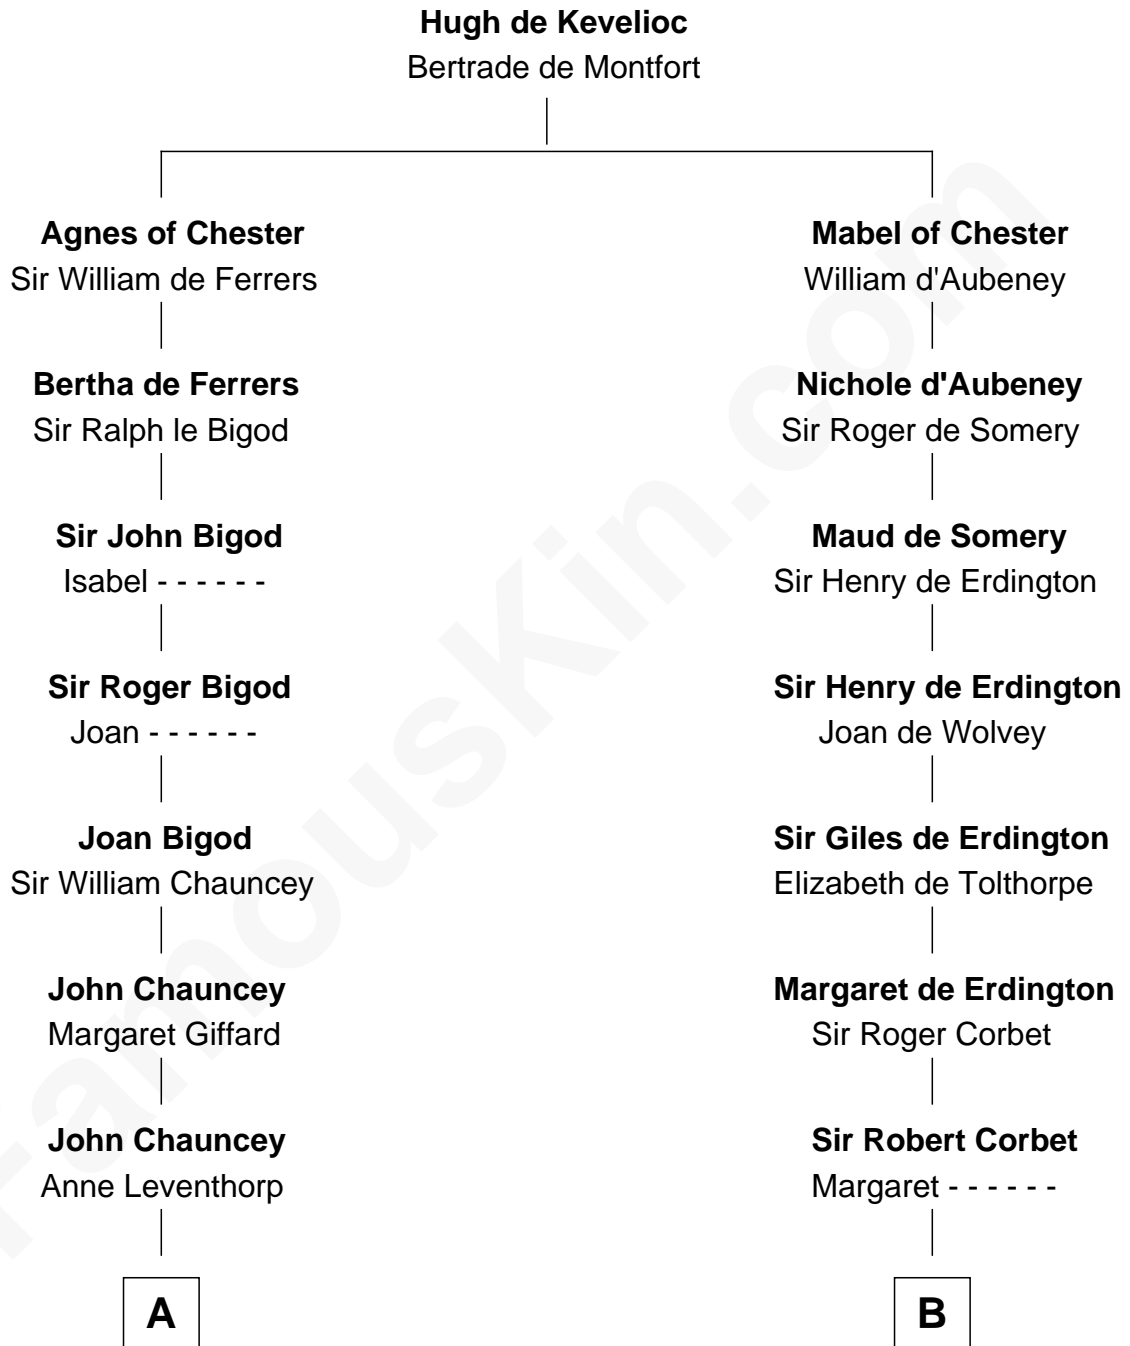 Hugh de Kevelioc
Bertrade de Montfort
Agnes of Chester
Sir William de Ferrers
Mabel of Chester
William d'Aubeney
Bertha de Ferrers
Sir Ralph le Bigod
Nichole d'Aubeney
Sir Roger de Somery
Sir John Bigod
Isabel - - - - - -
Maud de Somery
Sir Henry de Erdington
Sir Roger Bigod
Joan - - - - - -
Sir Henry de Erdington
Joan de Wolvey
Joan Bigod
Sir William Chauncey
Sir Giles de Erdington
Elizabeth de Tolthorpe
John Chauncey
Margaret Giffard
Margaret de Erdington
Sir Roger Corbet
John Chauncey
Anne Leventhorp
Sir Robert Corbet
Margaret - - - - - -
A
B
FamousKin.com